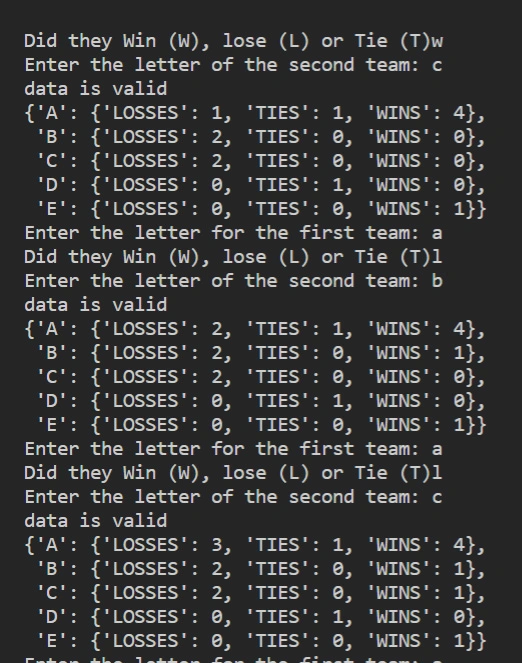 Did they Win (W), lose (L) or Tie (T)w
Enter the letter of the second team: c
data is valid
{'A': {'LOSSES': 1, 'TIES': 1, 'WINS': 4},
 'B': {'LOSSES': 2, 'TIES': 0, 'WINS': 0},
 'C': {'LOSSES': 2, 'TIES': 0, 'WINS': 0},
 'D': {'LOSSES': 0, 'TIES': 1, 'WINS': 0},
 'E': {'LOSSES': 0, 'TIES': 0, 'WINS': 1}}
Enter the letter for the first team: a
Did they Win (W), lose (L) or Tie (T)l
Enter the letter of the second team: b
data is valid
{'A': {'LOSSES': 2, 'TIES': 1, 'WINS': 4},
 'B': {'LOSSES': 2, 'TIES': 0, 'WINS': 1},
 'C': {'LOSSES': 2, 'TIES': 0, 'WINS': 0},
 'D': {'LOSSES': 0, 'TIES': 1, 'WINS': 0},
 'E': {'LOSSES': 0, 'TIES': 0, 'WINS': 1}}
Enter the letter for the first team: a
Did they Win (W), lose (L) or Tie (T)l
Enter the letter of the second team: c
data is valid
{'A': {'LOSSES': 3, 'TIES': 1, 'WINS': 4},
 'B': {'LOSSES': 2, 'TIES': 0, 'WINS': 1},
 'C': {'LOSSES': 2, 'TIES': 0, 'WINS': 1},
 'D': {'LOSSES': 0, 'TIES': 1, 'WINS': 0},
 'E': {'LOSSES': 0, 'TIES': 0, 'WINS': 1}}